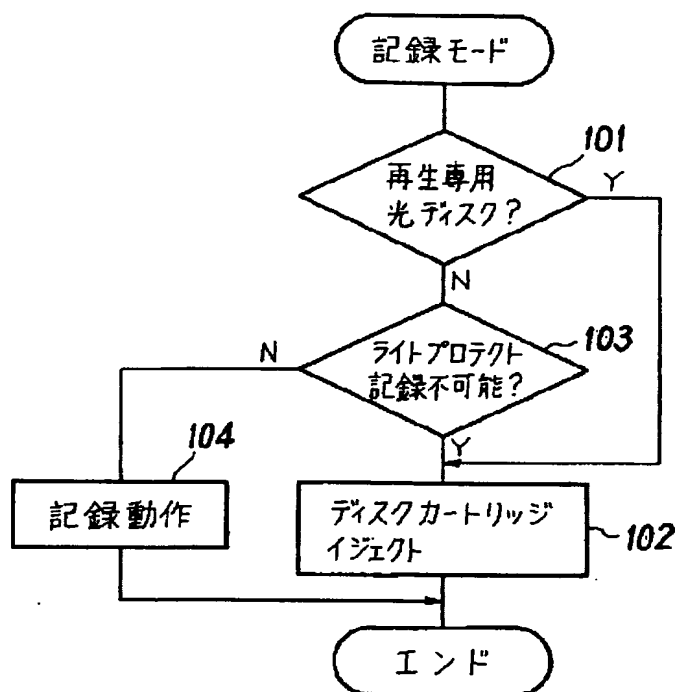 記録モード
101
再生専用
光ディスク?
Y
N
103
ライトプロテクト
記録不可能?
N
Y
104
記録動作
ディスクカートリッジ
イジェクト
102
エンド